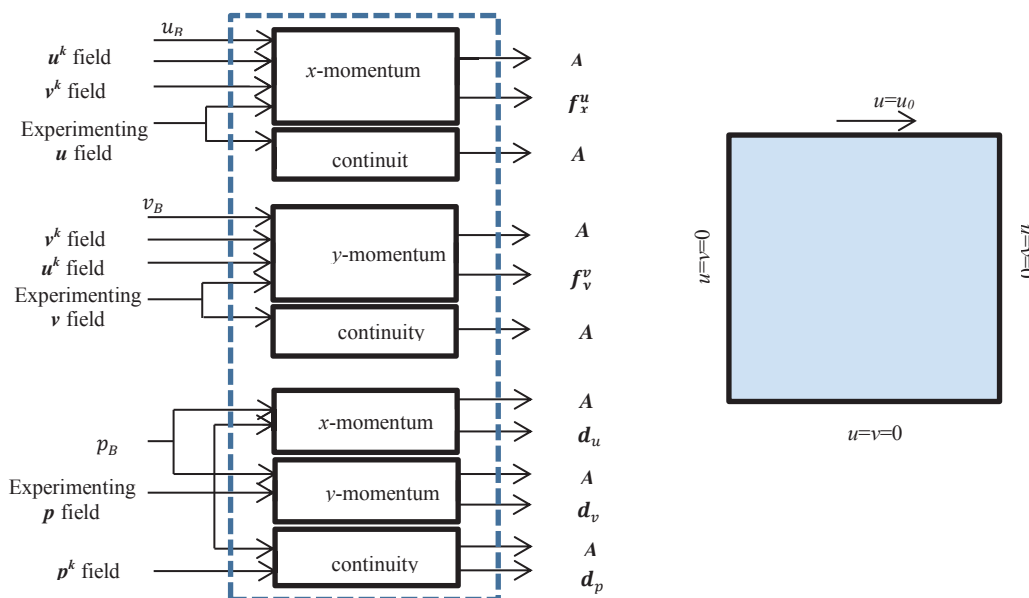 u_B
u^k field
v^k field
Experimenting
u field
x-momentum
continuit
A
f_x^u
A
v_B
v^k field
u^k field
Experimenting
v field
y-momentum
continuity
A
f_v^v
A
p_B
Experimenting
p field
p^k field
x-momentum
y-momentum
continuity
A
d_u
A
d_v
A
d_p
u=u_0
u=v=0
u=v=0
u=v=0